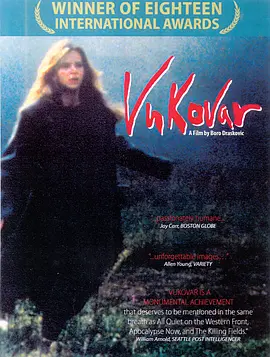 WINNER OF EIGHTEEN
INTERNATIONAL AWARDS
VuKovar
A Film by Boro Draskovic
"...passionately humane..."
Jay Carr, BOSTON GLOBE
"...unforgettable images..."
Allen Young, VARIETY
VUKOVAR IS A
MONUMENTAL ACHIEVEMENT
that deserves to be mentioned in the same
breath as All Quiet on the Western Front,
Apocalypse Now, and The Killing Fields."
William Arnold, SEATTLE POST INTELLIGENCER